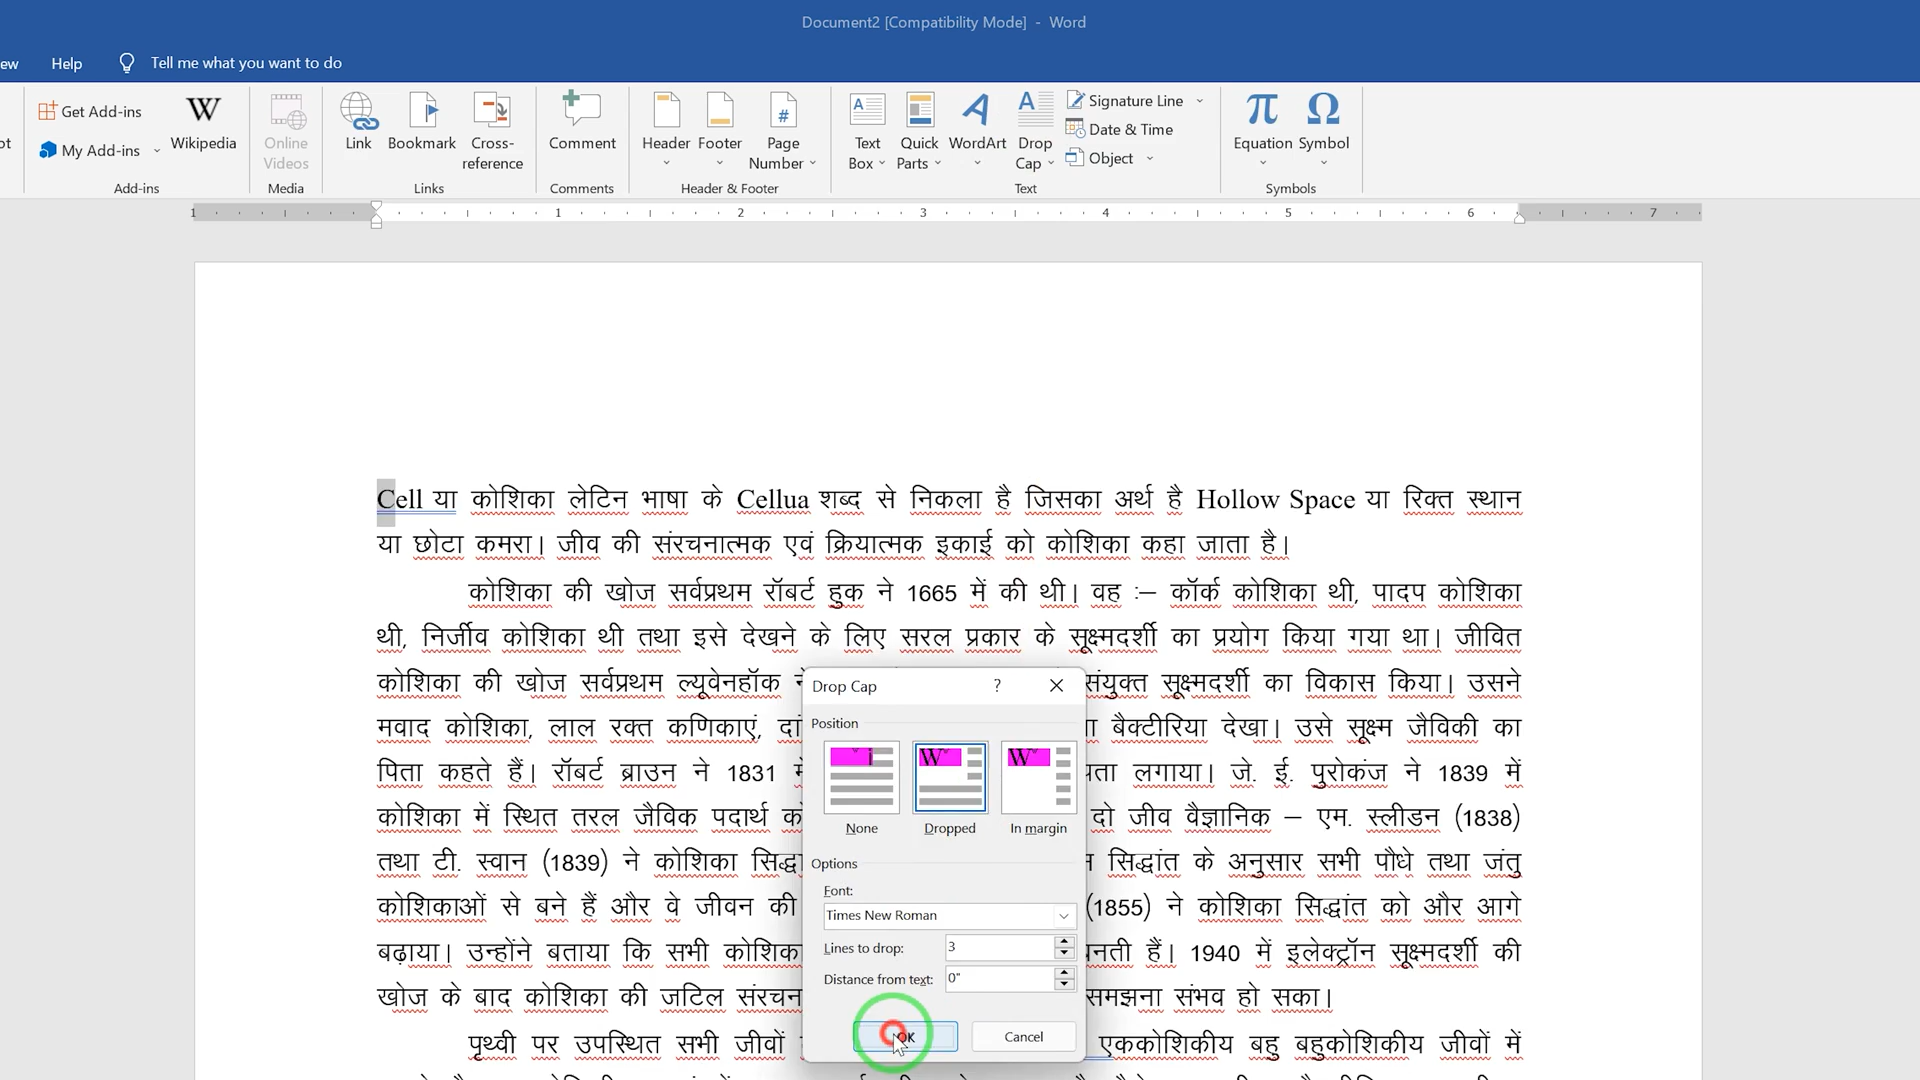 Document2 [Compatibility Mode] - Word
ew Help Tell me what you want to do
Get Add-ins
My Add-ins
Wikipedia
Online Videos
Link
Bookmark
Cross-reference
Comment
Header
Footer
Page Number
Text Box
Quick Parts
WordArt
Drop Cap
Signature Line
Date & Time
Object
Equation
Symbol
Add-ins Media Links Comments Header & Footer Text Symbols
1 1 2 3 4 5 6 7
Cell या कोशिका लेटिन भाषा के Cellua शब्द से निकला है जिसका अर्थ है Hollow Space या रिक्त स्थान
या छोटा कमरा। जीव की संरचनात्मक एवं क्रियात्मक इकाई को कोशिका कहा जाता है।
कोशिका की खोज सर्वप्रथम रॉबर्ट हुक ने 1665 में की थी। वह :– कॉर्क कोशिका थी, पादप कोशिका
थी, निर्जीव कोशिका थी तथा इसे देखने के लिए सरल प्रकार के सूक्ष्मदर्शी का प्रयोग किया गया था। जीवित
कोशिका की खोज सर्वप्रथम ल्यूवेनहॉक संयुक्त सूक्ष्मदर्शी का विकास किया। उसने
मवाद कोशिका, लाल रक्त कणिकाएं, बैक्टीरिया देखा। उसे सूक्ष्म जैविकी का
पिता कहते हैं। रॉबर्ट ब्राउन ने 1831 लगाया। जे. ई. पुरोकंज ने 1839 में
कोशिका में स्थित तरल जैविक पदार्थ दो जीव वैज्ञानिक – एम. स्लीडन (1838)
तथा टी. स्वान (1839) ने कोशिका सिद्धांत के अनुसार सभी पौधे तथा जंतु
कोशिकाओं से बने हैं और वे जीवन की (1855) ने कोशिका सिद्धांत को और आगे
बढ़ाया। उन्होंने बताया कि सभी हैं। 1940 में इलेक्ट्रॉन सूक्ष्मदर्शी की
खोज के बाद कोशिका की जटिल समझना संभव हो सका।
पृथ्वी पर उपस्थित सभी जीवों एककोशिकीय बहु बहुकोशिकीय जीवों में
Drop Cap ?
Position
None Dropped In margin
Options
Font:
Times New Roman
Lines to drop: 3
Distance from text: 0"
OK Cancel